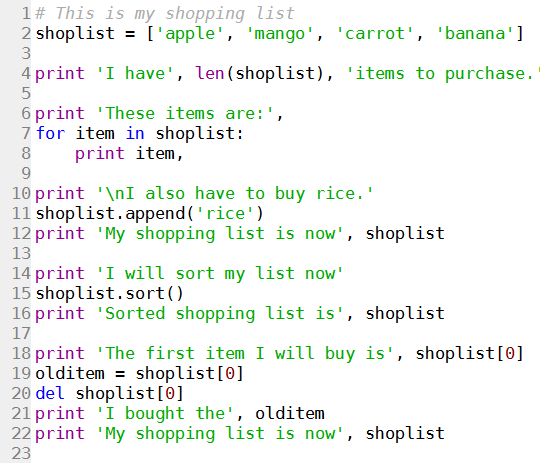 1 # This is my shopping list
2 shoplist = ['apple', 'mango', 'carrot', 'banana']
3
4 print 'I have', len(shoplist), 'items to purchase.'
5
6 print 'These items are:',
7 for item in shoplist:
8     print item,
9
10 print '\nI also have to buy rice.'
11 shoplist.append('rice')
12 print 'My shopping list is now', shoplist
13
14 print 'I will sort my list now'
15 shoplist.sort()
16 print 'Sorted shopping list is', shoplist
17
18 print 'The first item I will buy is', shoplist[0]
19 olditem = shoplist[0]
20 del shoplist[0]
21 print 'I bought the', olditem
22 print 'My shopping list is now', shoplist
23